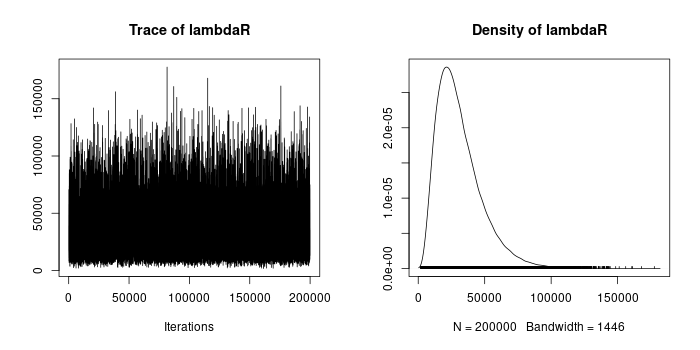 Trace of lambdaR
150000
100000
50000
0
0 50000 100000 150000 200000
Iterations
Density of lambdaR
2.0e-05
1.0e-05
0.0e+00
0 50000 100000 150000
N = 200000 Bandwidth = 1446